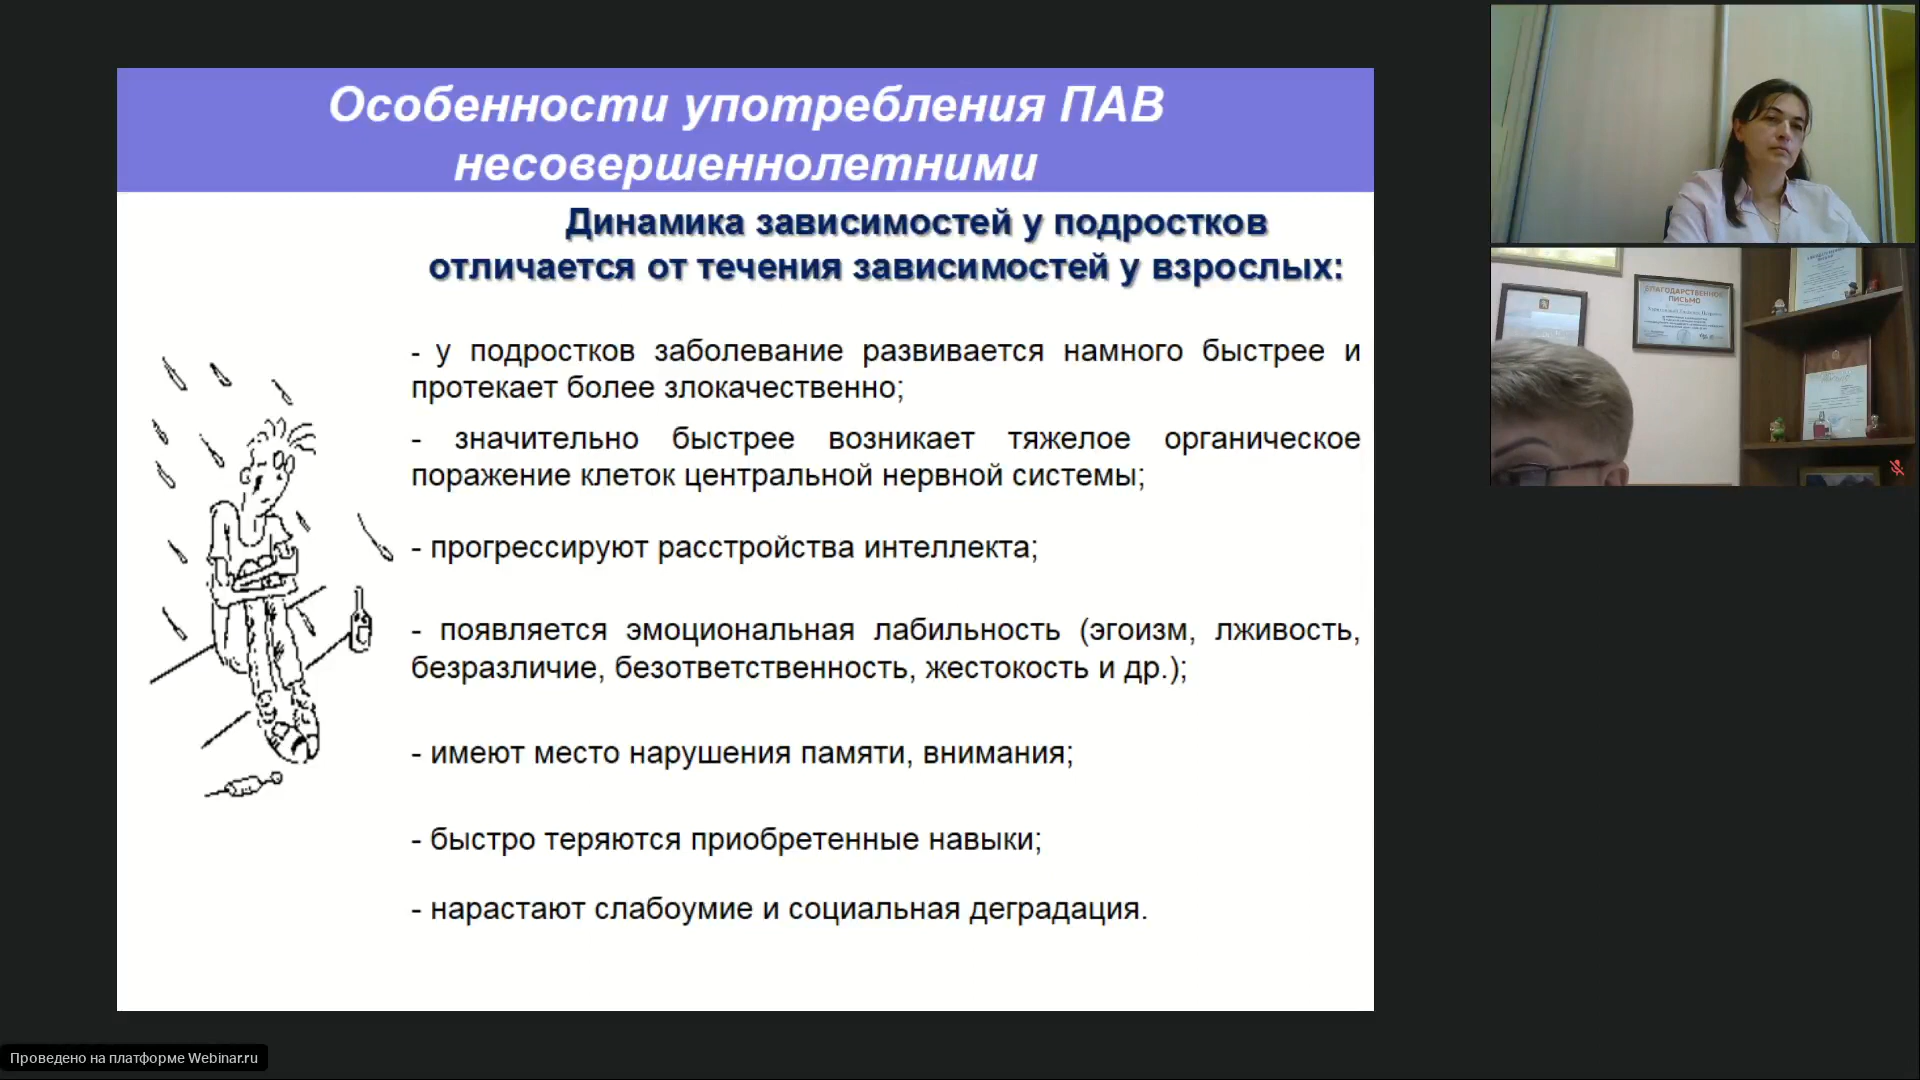 Особенности употребления ПАВ
несовершеннолетними
Динамика зависимостей у подростков
отличается от течения зависимостей у взрослых:
- у подростков заболевание развивается намного быстрее и
протекает более злокачественно;
- значительно быстрее возникает тяжелое органическое
поражение клеток центральной нервной системы;
- прогрессируют расстройства интеллекта;
- появляется эмоциональная лабильность (эгоизм, лживость,
безразличие, безответственность, жестокость и др.);
- имеют место нарушения памяти, внимания;
- быстро теряются приобретенные навыки;
- нарастают слабоумие и социальная деградация.
БЛАГОДАРСТВЕННОЕ
ПИСЬМО
Проведено на платформе Webinar.ru